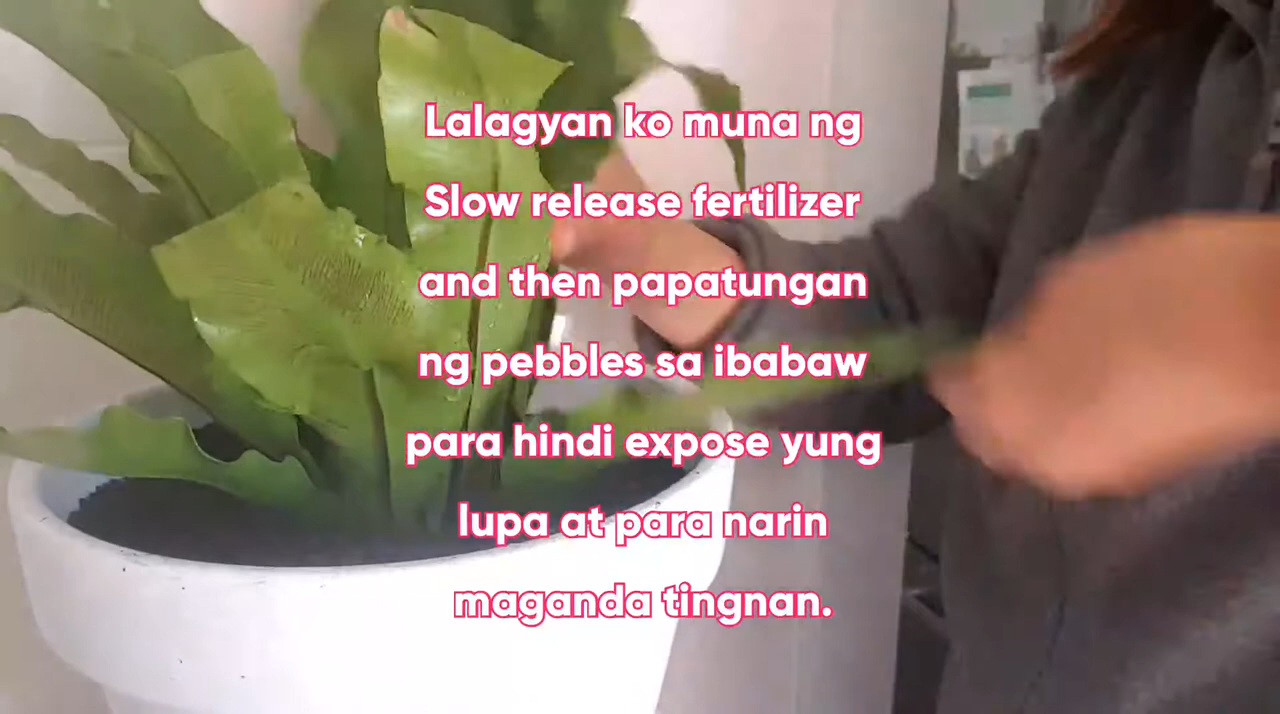 Lalagyan ko muna ng
Slow release fertilizer
and then papatungan
ng pebbles sa ibabaw
para hindi expose yung
lupa at para narin
maganda tingnan.